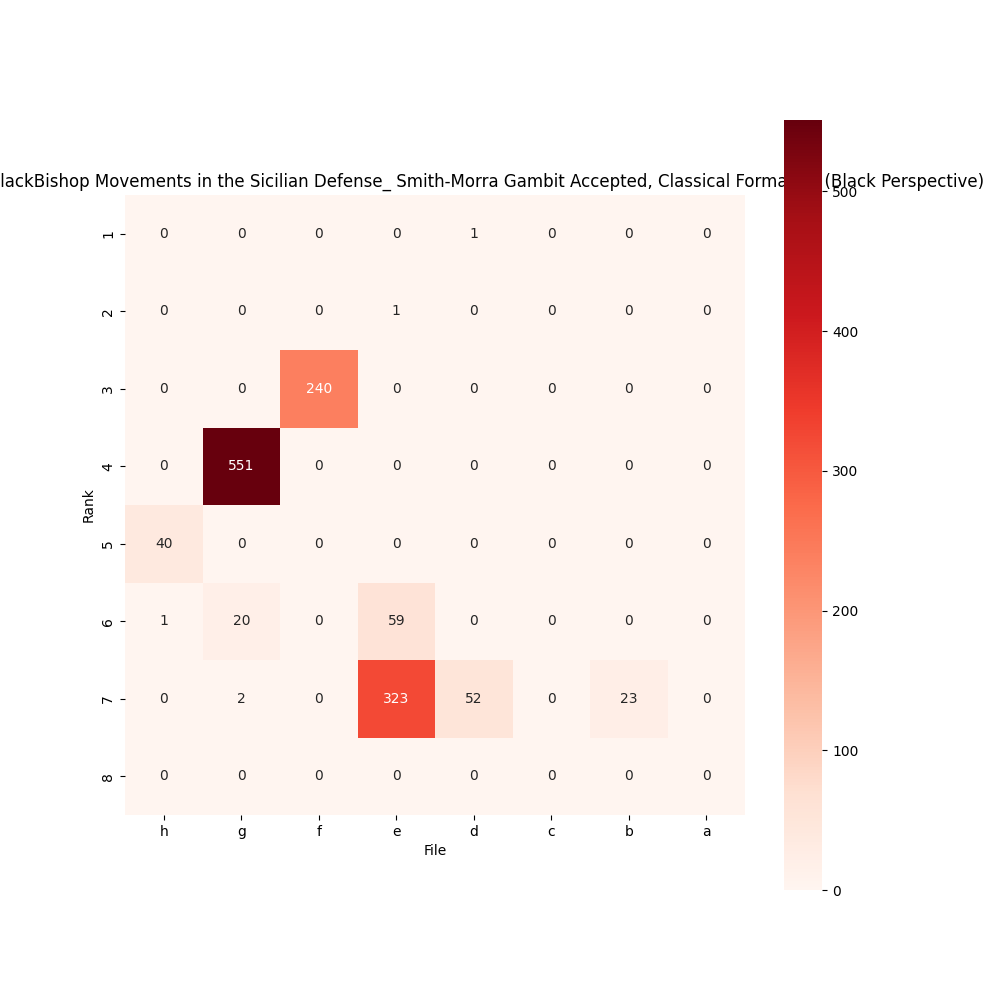 lackBishop Movements in the Sicilian Defense_ Smith-Morra Gambit Accepted, Classical Forma (Black Perspective)
500
400
300
200
100
0
Rank
1 0 0 0 0 1 0 0 0
2 0 0 0 1 0 0 0 0
3 0 0 240 0 0 0 0 0
4 0 551 0 0 0 0 0 0
5 40 0 0 0 0 0 0 0
6 1 20 0 59 0 0 0 0
7 0 2 0 323 52 0 23 0
8 0 0 0 0 0 0 0 0
h g f e d c b a
File